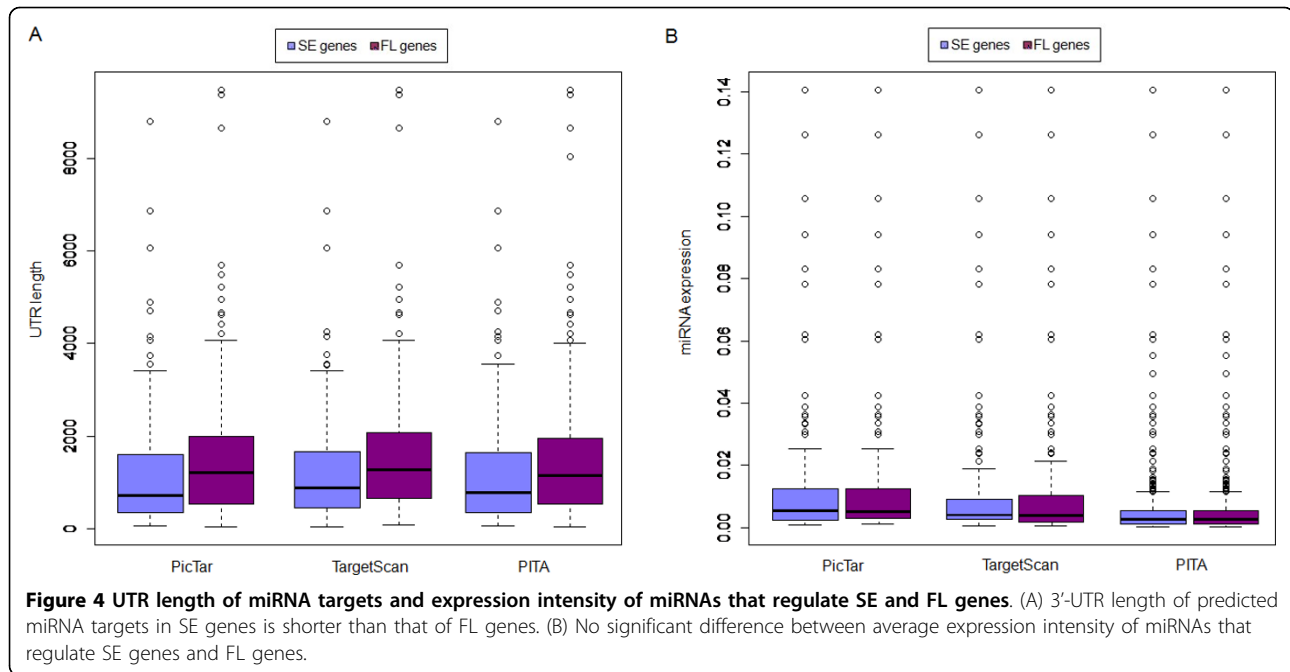 A
SE genes FL genes
B
SE genes FL genes
UTR length
0 2000 4000 6000 8000
PicTar TargetScan PITA
miRNA expression
0.00 0.02 0.04 0.06 0.08 0.10 0.12 0.14
PicTar TargetScan PITA
Figure 4 UTR length of miRNA targets and expression intensity of miRNAs that regulate SE and FL genes. (A) 3′-UTR length of predicted
miRNA targets in SE genes is shorter than that of FL genes. (B) No significant difference between average expression intensity of miRNAs that
regulate SE genes and FL genes.